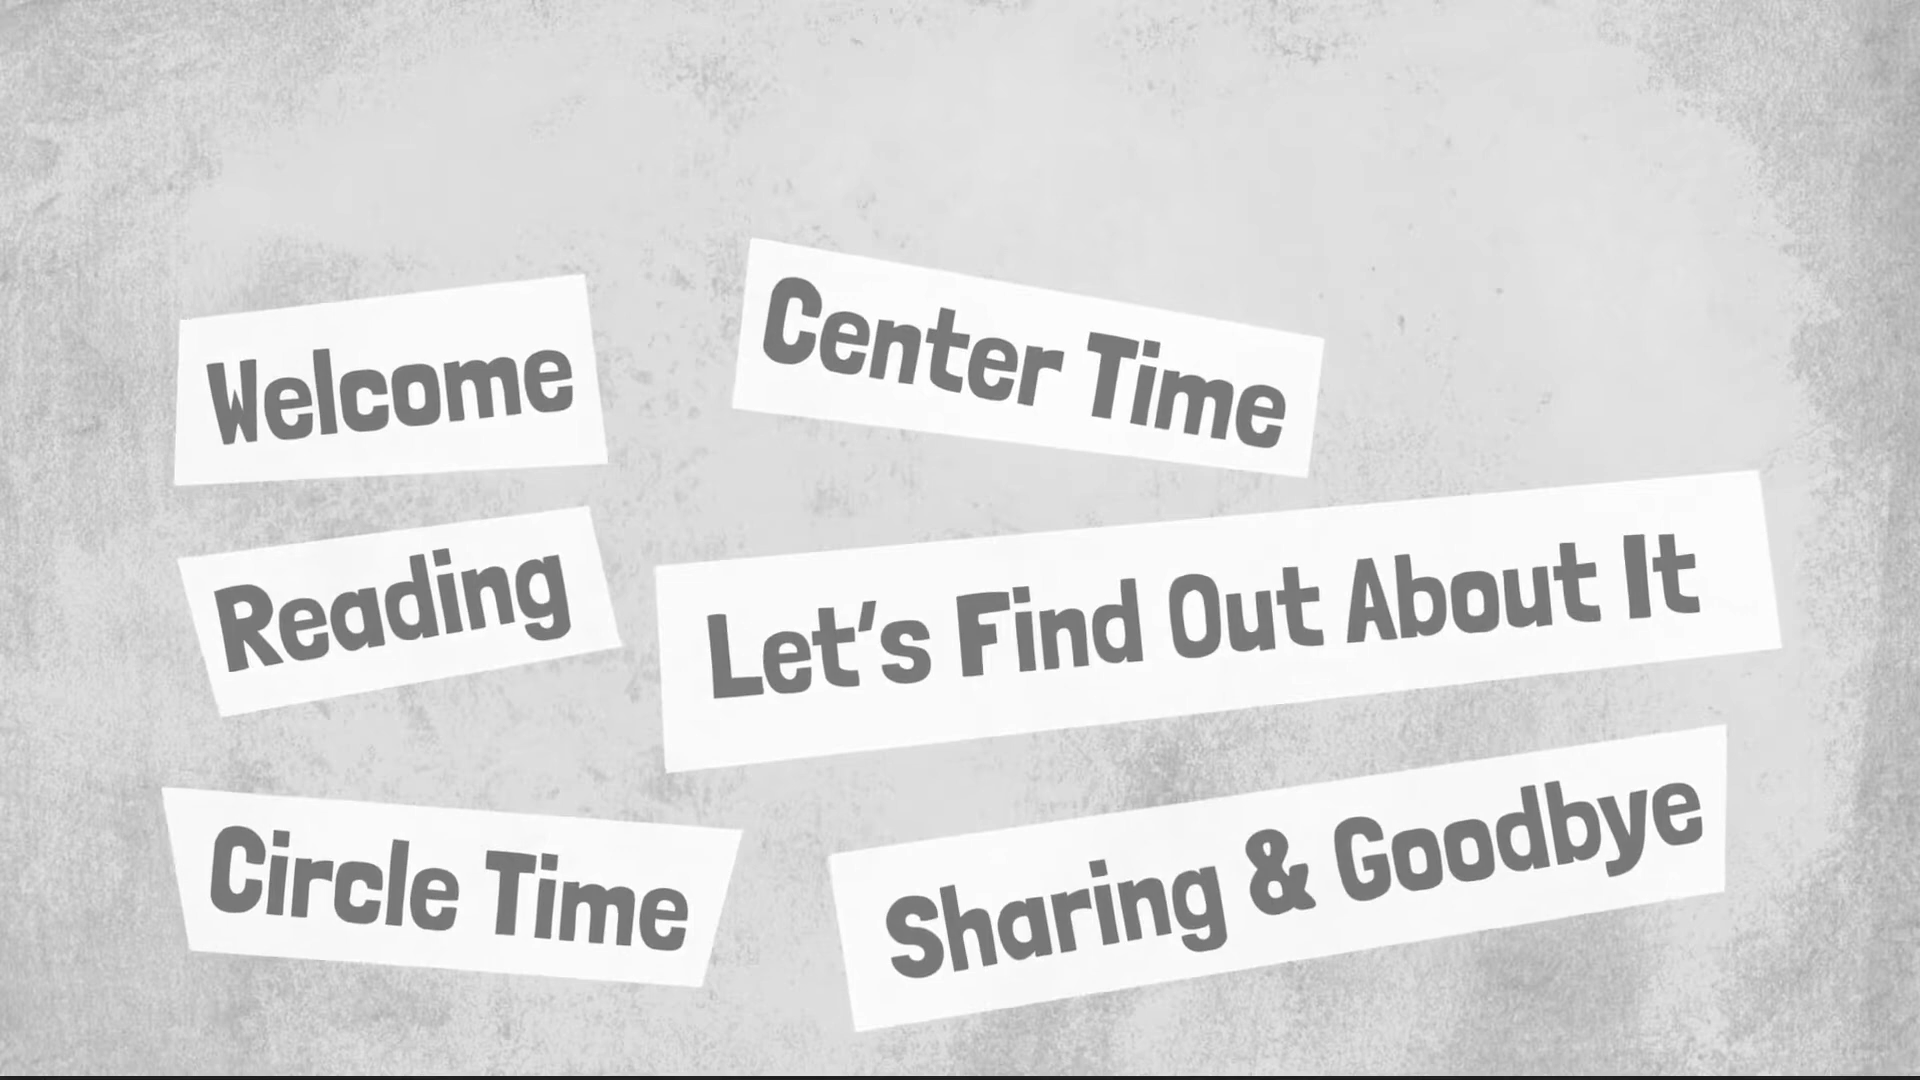 Welcome
Reading
Circle Time
Center Time
Let's Find Out About It
Sharing & Goodbye